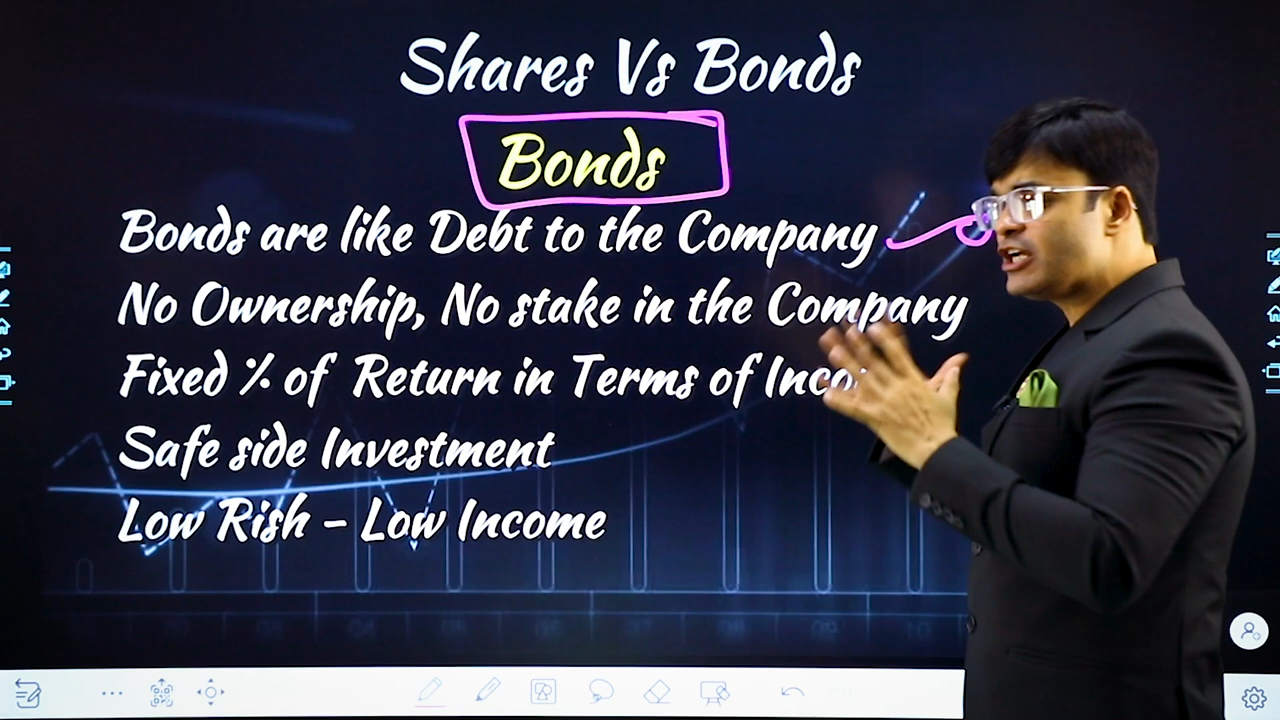 Shares Vs Bonds
Bonds
Bonds are like Debt to the Company
No Ownership, No stake in the Company
Fixed % of Return in Terms of
Safe side Investment
Low Rish - Low Income